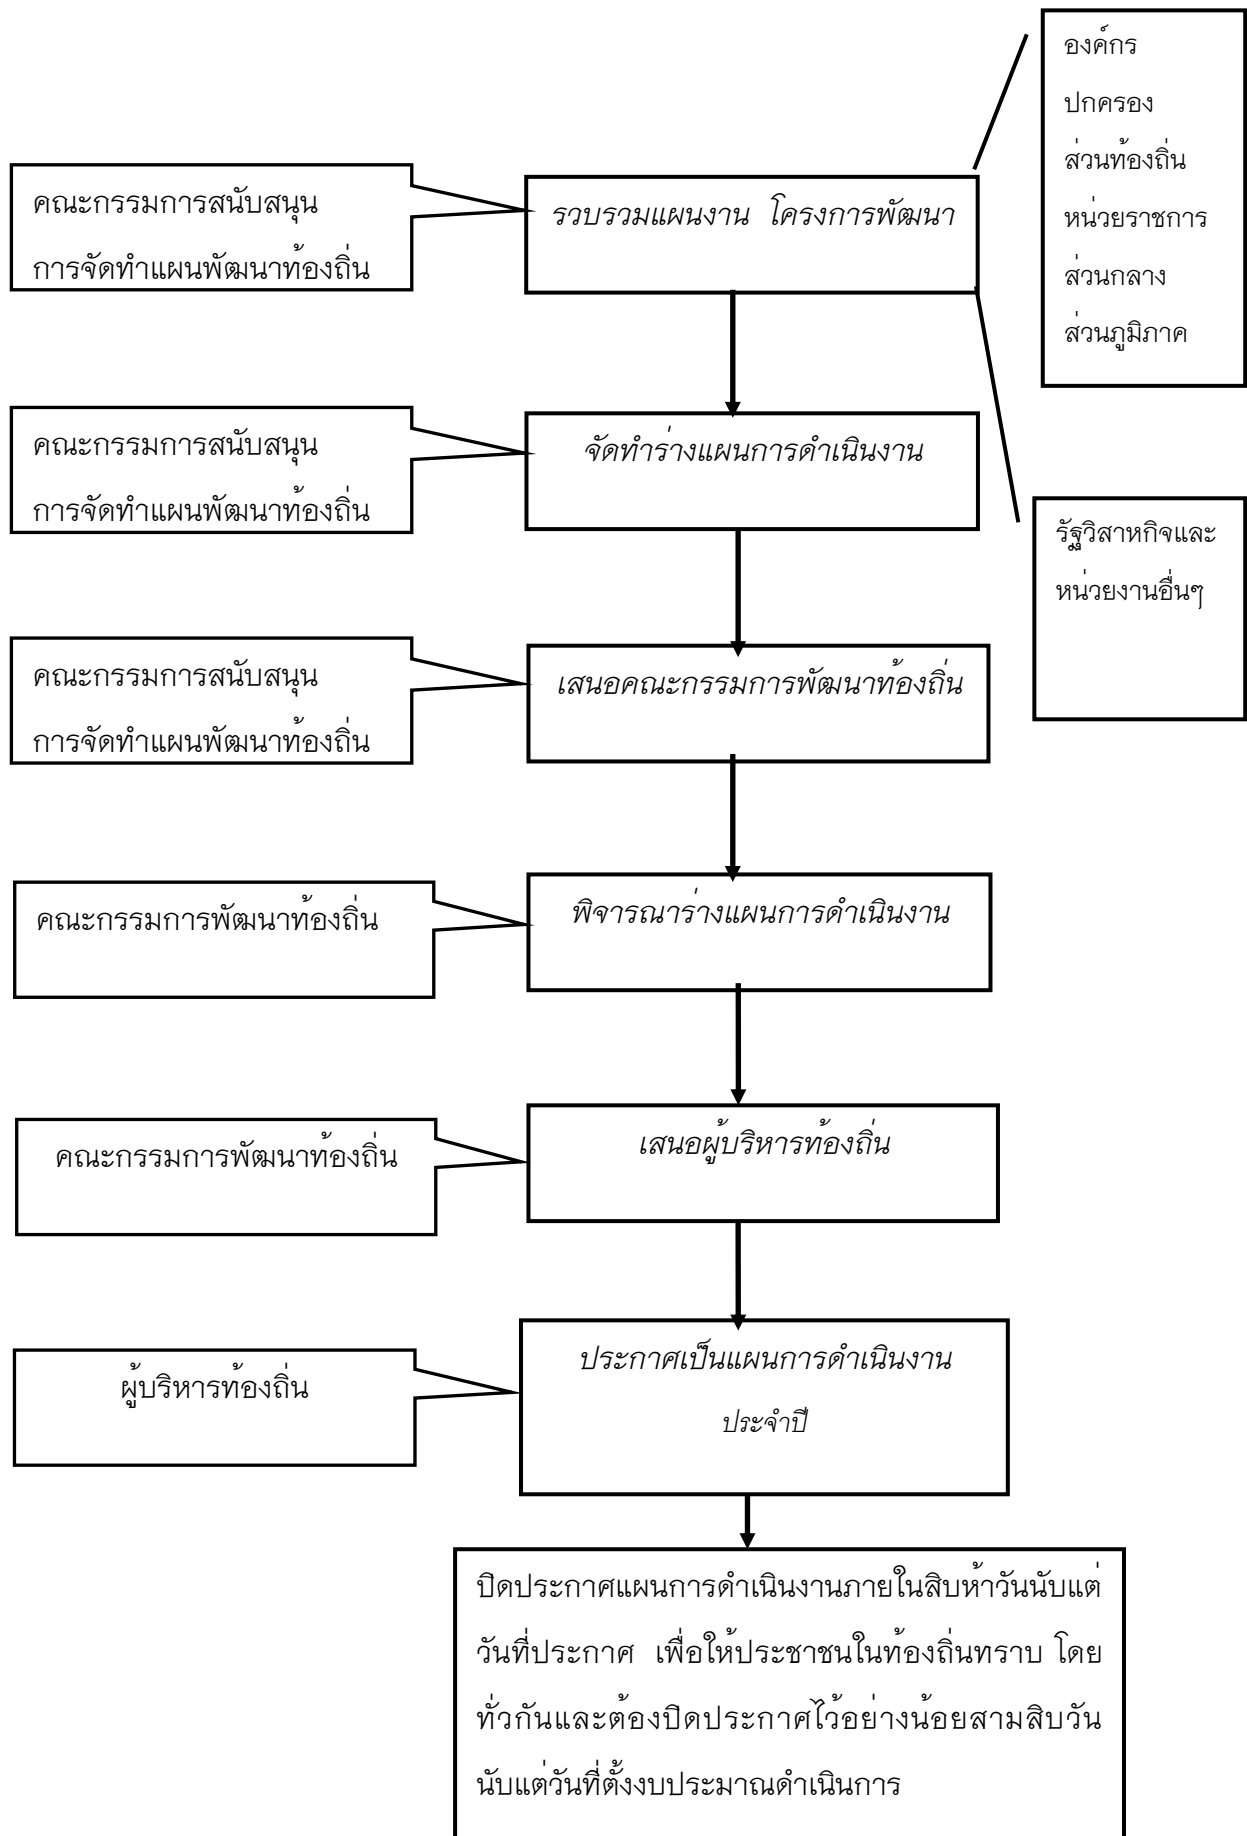 องค์กร
ปกครอง
ส่วนท้องถิ่น
หน่วยราชการ
ส่วนกลาง
ส่วนภูมิภาค
คณะกรรมการสนับสนุน
การจัดทำแผนพัฒนาท้องถิ่น
รวบรวมแผนงาน โครงการพัฒนา
คณะกรรมการสนับสนุน
การจัดทำแผนพัฒนาท้องถิ่น
จัดทำร่างแผนการดำเนินงาน
รัฐวิสาหกิจและ
หน่วยงานอื่นๆ
คณะกรรมการสนับสนุน
การจัดทำแผนพัฒนาท้องถิ่น
เสนอคณะกรรมการพัฒนาท้องถิ่น
คณะกรรมการพัฒนาท้องถิ่น
พิจารณาร่างแผนการดำเนินงาน
คณะกรรมการพัฒนาท้องถิ่น
เสนอผู้บริหารท้องถิ่น
ผู้บริหารท้องถิ่น
ประกาศเป็นแผนการดำเนินงาน
ประจำปี
ปิดประกาศแผนการดำเนินงานภายในสิบห้าวันนับแต่
วันที่ประกาศ เพื่อให้ประชาชนในท้องถิ่นทราบ โดย
ทั่วกันและต้องปิดประกาศไว้อย่างน้อยสามสิบวัน
นับแต่วันที่ตั้งงบประมาณดำเนินการ